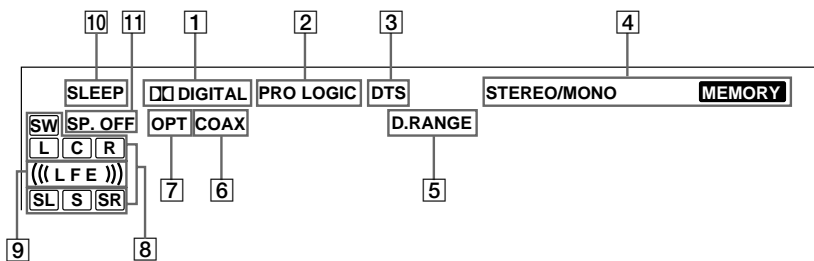 10 11 1 2 3 4
SLEEP DIGITAL PRO LOGIC DTS STEREO/MONO MEMORY
SW SP. OFF OPT COAX D.RANGE
L C R
((( L F E )))
7 6 5
SL S SR
9 8